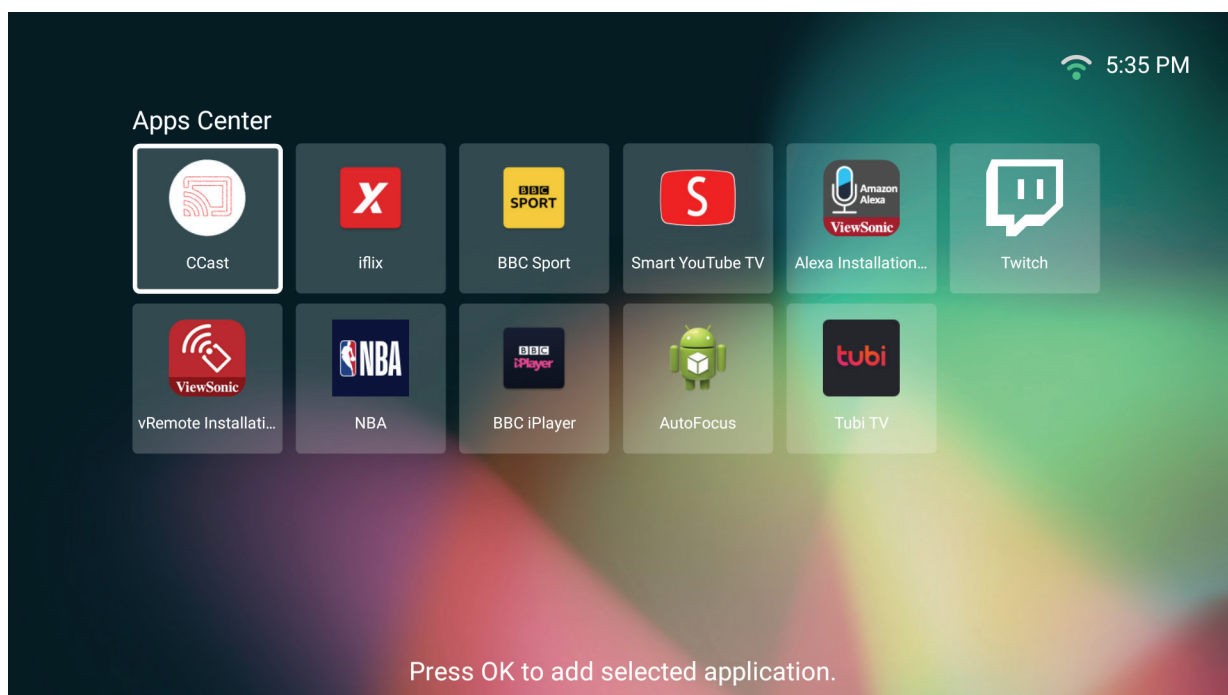 5:35 PM
Apps Center
X
BBC
SPORT
S
Amazon
Alexa
ViewSonic
CCast
iflix
BBC Sport
Smart YouTube TV
Alexa Installation...
Twitch
ViewSonic
NBA
BBC
iPlayer
tubi
vRemote Installati...
NBA
BBC iPlayer
AutoFocus
Tubi TV
Press OK to add selected application.